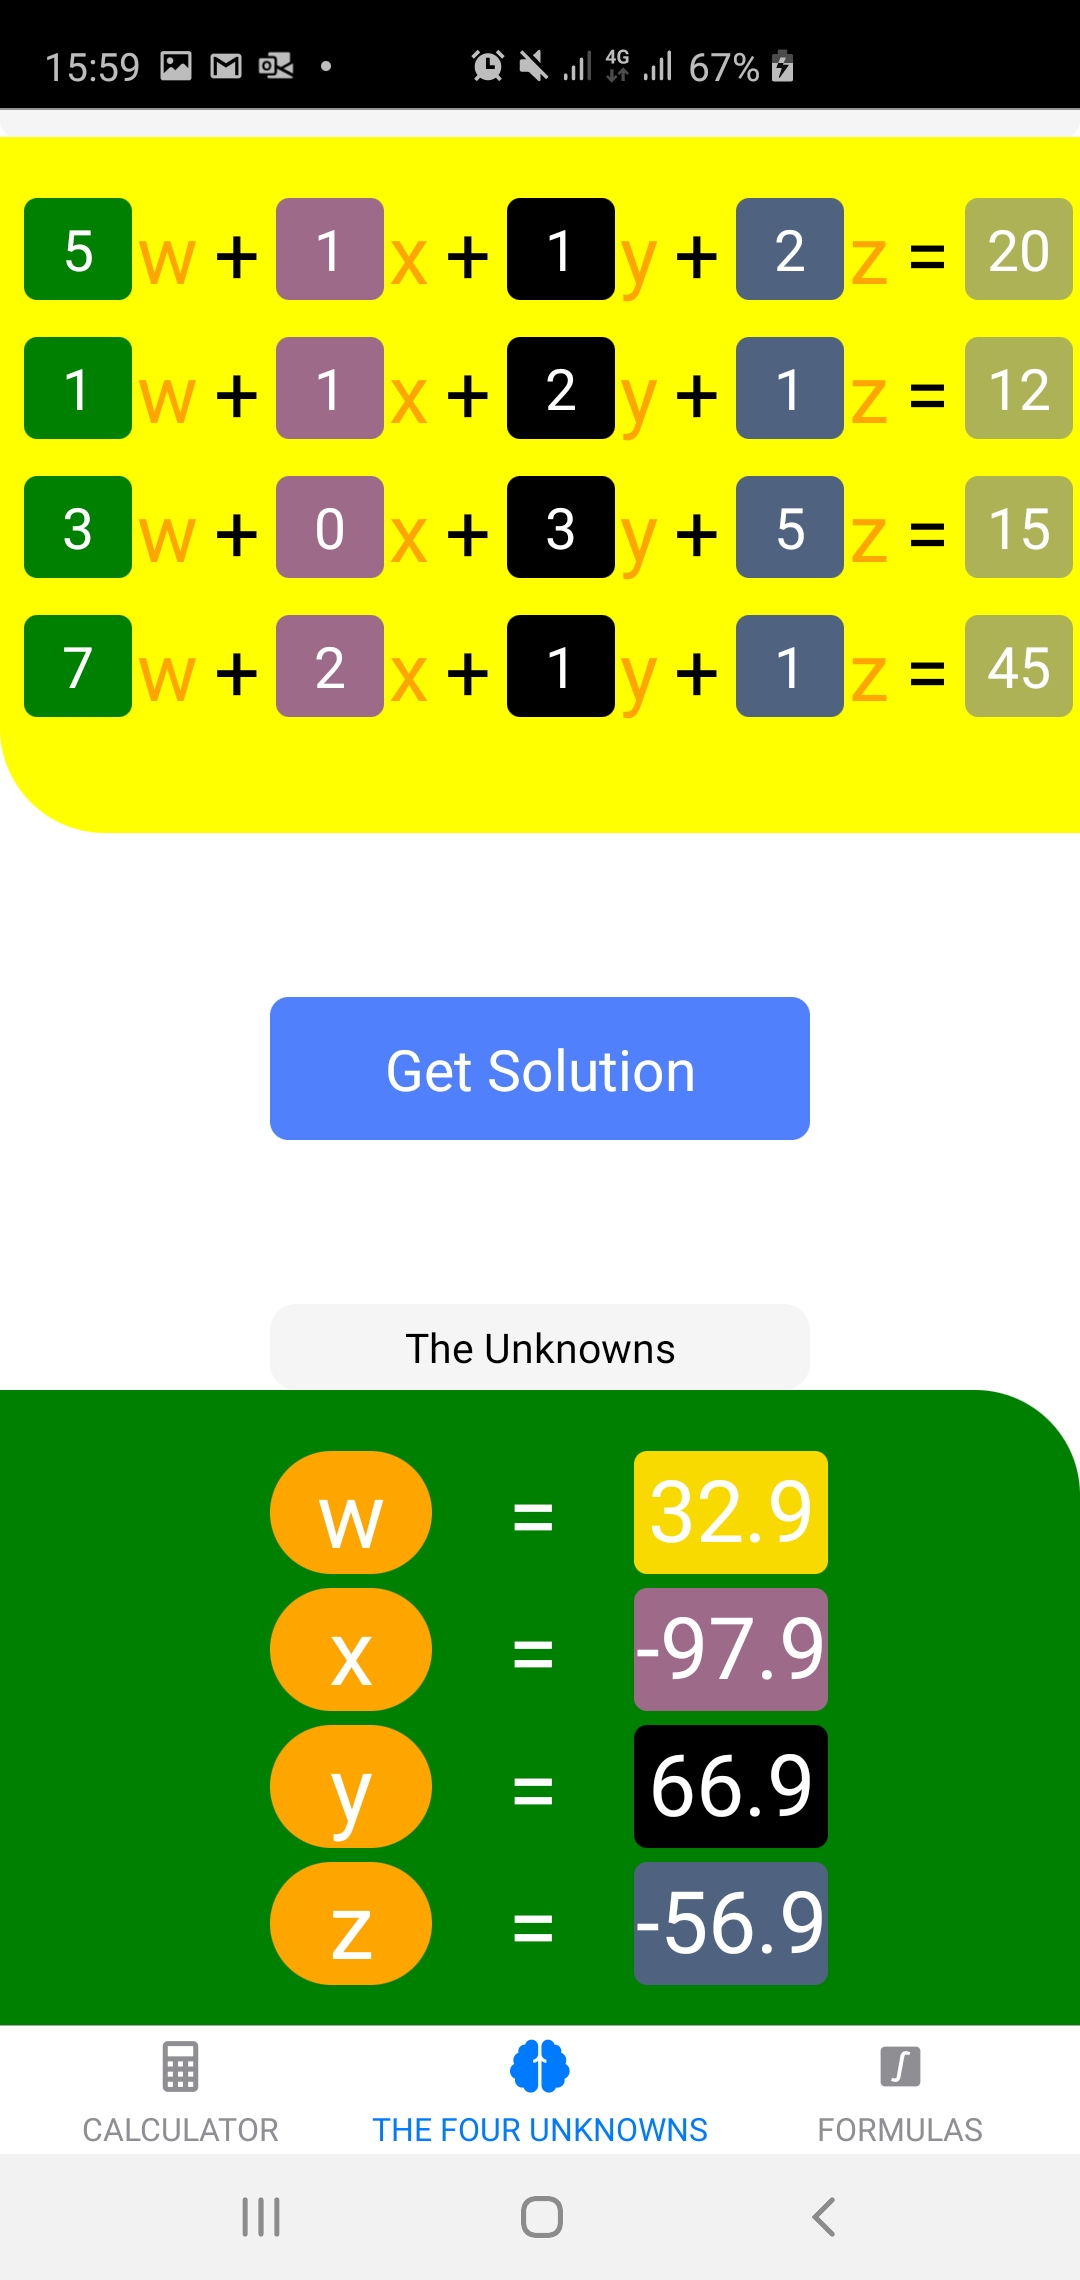 15:59 4G 67%
5 w + 1 x + 1 y + 2 z = 20
1 w + 1 x + 2 y + 1 z = 12
3 w + 0 x + 3 y + 5 z = 15
7 w + 2 x + 1 y + 1 z = 45
Get Solution
The Unknowns
w = 32.9
x = -97.9
y = 66.9
z = -56.9
CALCULATOR THE FOUR UNKNOWNS FORMULAS